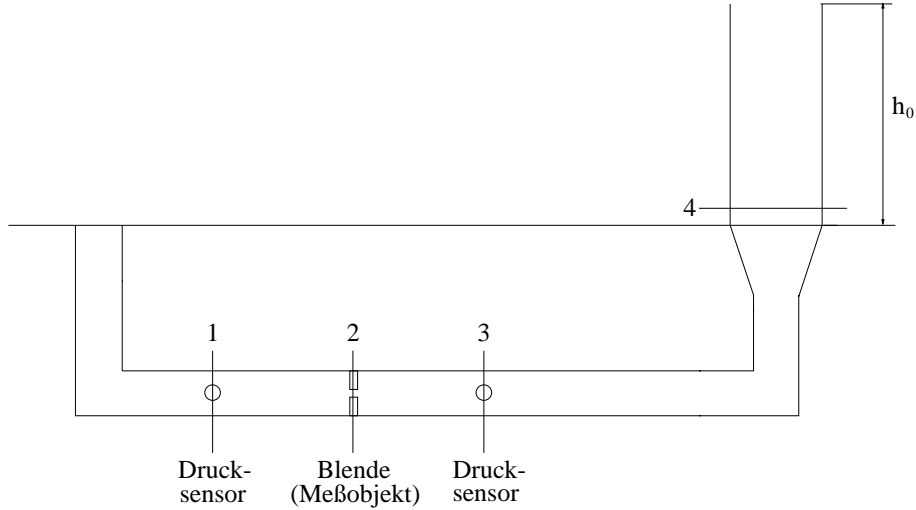 h₀
4
1
2
3
Druck-
sensor
Blende
(Meßobjekt)
Druck-
sensor